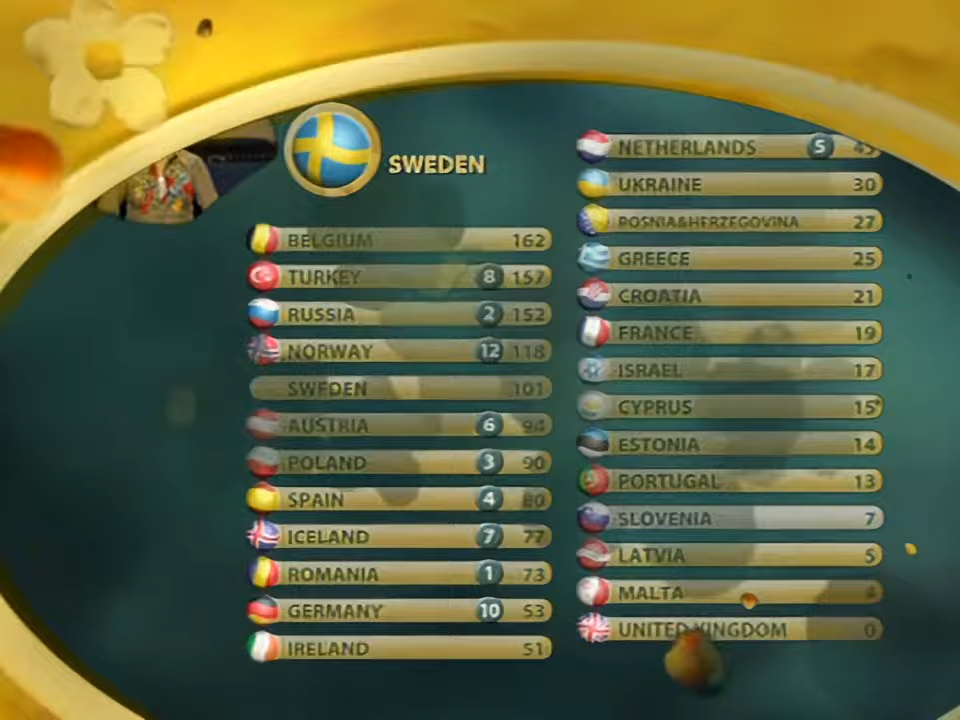 SWEDEN
BELGIUM 162
TURKEY 8 157
RUSSIA 2 152
NORWAY 12 118
SWEDEN 101
AUSTRIA 6 94
POLAND 3 90
SPAIN 4 80
ICELAND 7 77
ROMANIA 1 73
GERMANY 10 53
IRELAND 51
NETHERLANDS 5 45
UKRAINE 30
BOSNIA&HERZEGOVINA 27
GREECE 25
CROATIA 21
FRANCE 19
ISRAEL 17
CYPRUS 15
ESTONIA 14
PORTUGAL 13
SLOVENIA 7
LATVIA 5
MALTA 4
UNITED KINGDOM 0